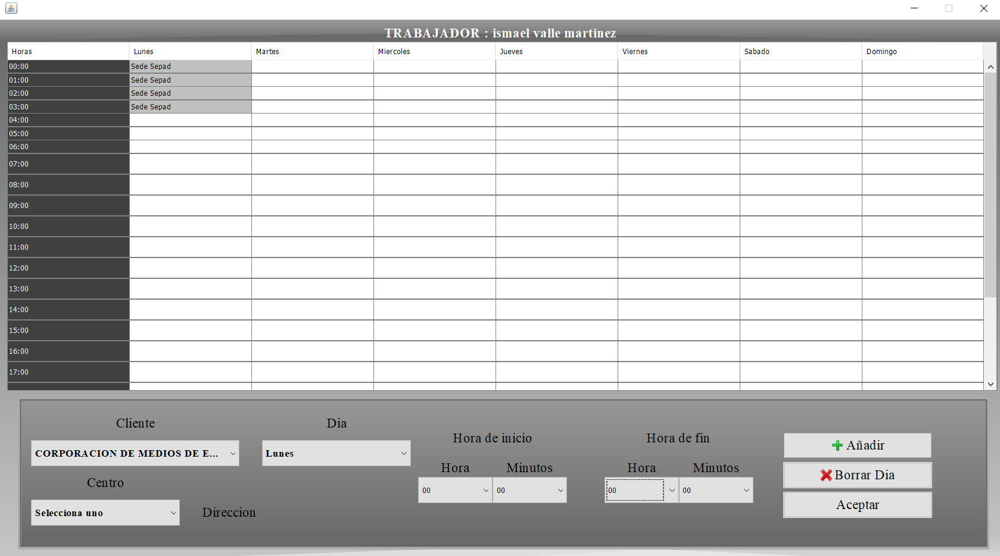 TRABAJADOR : ismael valle martinez
Horas Lunes Martes Miercoles Jueves Viernes Sabado Domingo
00:00 Sede Sepad
01:00 Sede Sepad
02:00 Sede Sepad
03:00 Sede Sepad
04:00
05:00
06:00
07:00
08:00
09:00
10:00
11:00
12:00
13:00
14:00
15:00
16:00
17:00
Cliente Dia
Hora de inicio Hora de fin
CORPORACION DE MEDIOS DE E... Lunes
Hora Minutos Hora Minutos
00 00 00 00
Centro
Selecciona uno Direccion
Añadir
Borrar Dia
Aceptar